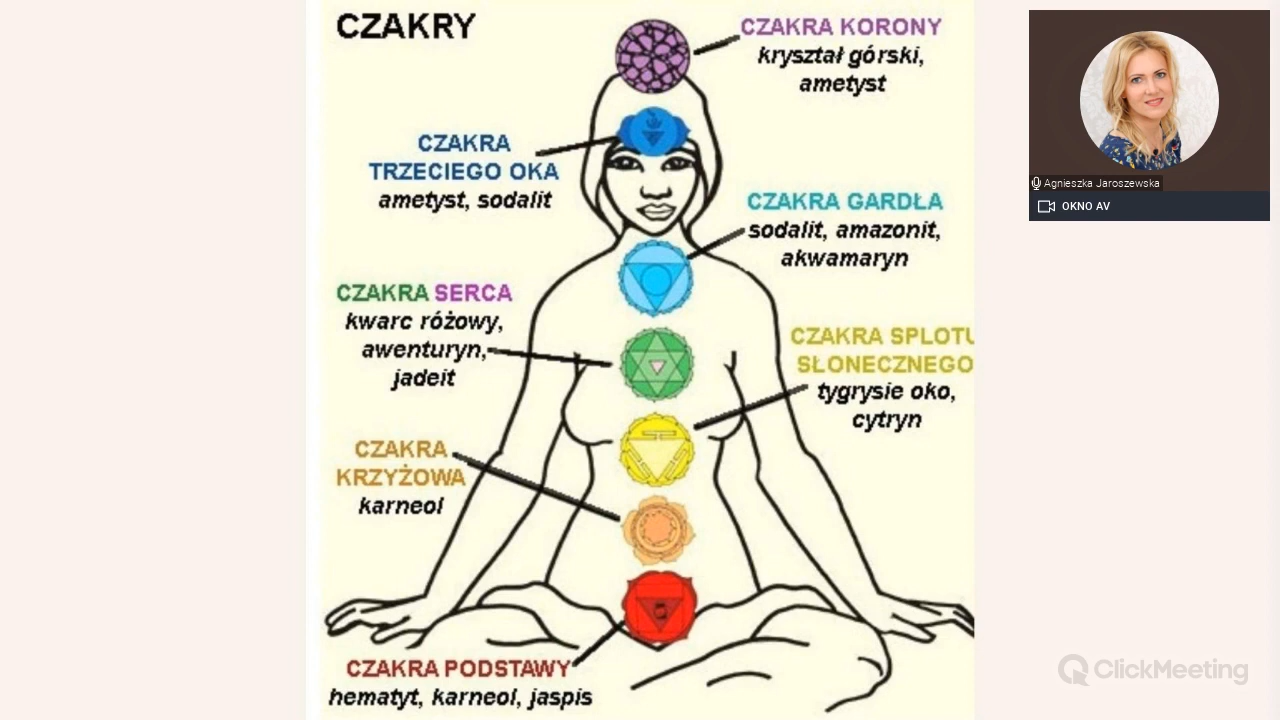 CZAKRY
CZAKRA KORONY
kryształ górski,
ametyst
CZAKRA
TRZECIEGO OKA
ametyst, sodalit
CZAKRA GARDŁA
sodalit, amazonit,
akwamaryn
CZAKRA SERCA
kwarc różowy,
awenturyn,
jadeit
CZAKRA SPLOTU
SŁONECZNEGO
tygrysie oko,
cytryn
CZAKRA
KRZYŻOWA
karneol
CZAKRA PODSTAWY
hematyt, karneol, jaspis
Agnieszka Jaroszewska
OKNO AV
ClickMeeting